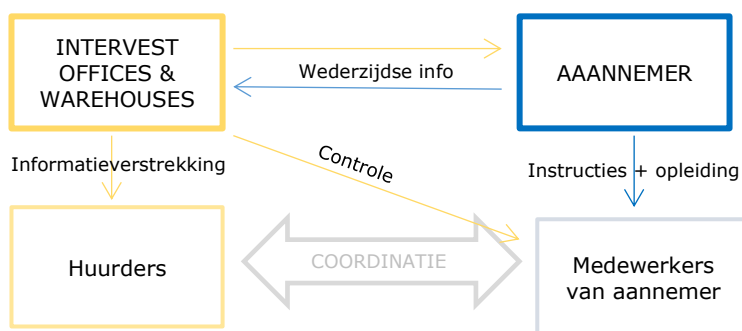 INTERVEST
OFFICES &
WAREHOUSES
Wederzijdse info
AAANNEMER
Informatieverstrekking
Controle
Instructies + opleiding
Huurders
COORDINATIE
Medewerkers
van aannemer